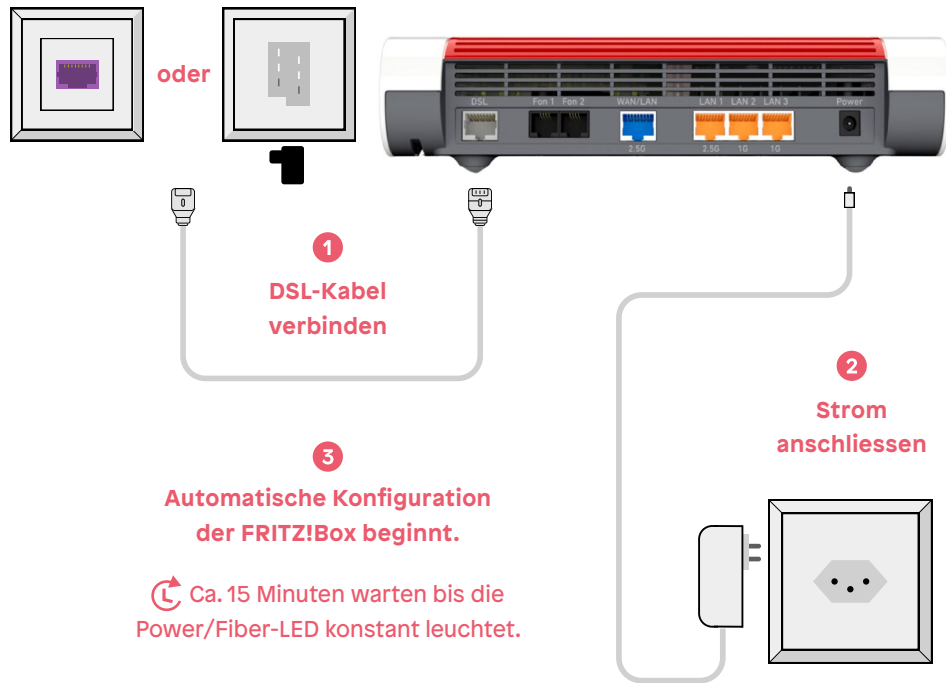 oder
DSL
Fon 1 Fon 2
WAN/LAN
LAN 1 LAN 2 LAN 3
Power
2.5G
2.5G 1G 1G
1
DSL-Kabel
verbinden
2
Strom
anschliessen
3
Automatische Konfiguration
der FRITZ!Box beginnt.
Ca. 15 Minuten warten bis die
Power/Fiber-LED konstant leuchtet.